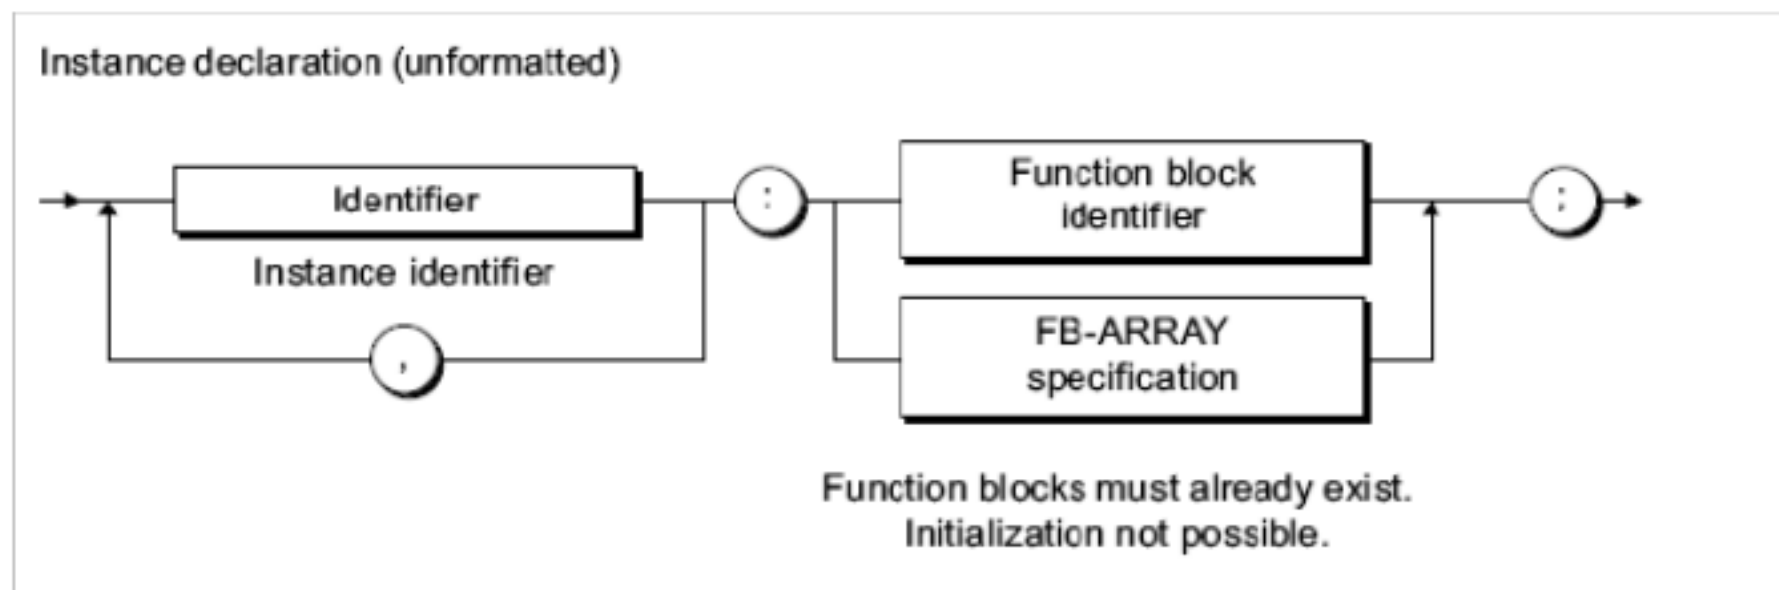 Instance declaration (unformatted)
Identifier
:
Function block
identifier
;
Instance identifier
,
FB-ARRAY
specification
Function blocks must already exist.
Initialization not possible.